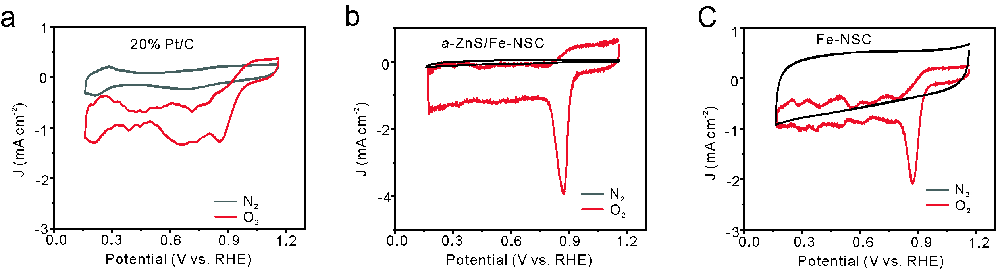 a
20% Pt/C
1
0
-1
-2
-3
J (mA cm⁻²)
N₂
O₂
0.0 0.3 0.6 0.9 1.2
Potential (V vs. RHE)
b
a-ZnS/Fe-NSC
0
-2
-4
J (mA cm⁻²)
N₂
O₂
0.0 0.3 0.6 0.9 1.2
Potential (V vs. RHE)
C
Fe-NSC
1
0
-1
-2
-3
J (mA cm⁻²)
N₂
O₂
0.0 0.3 0.6 0.9 1.2
Potential (V vs. RHE)